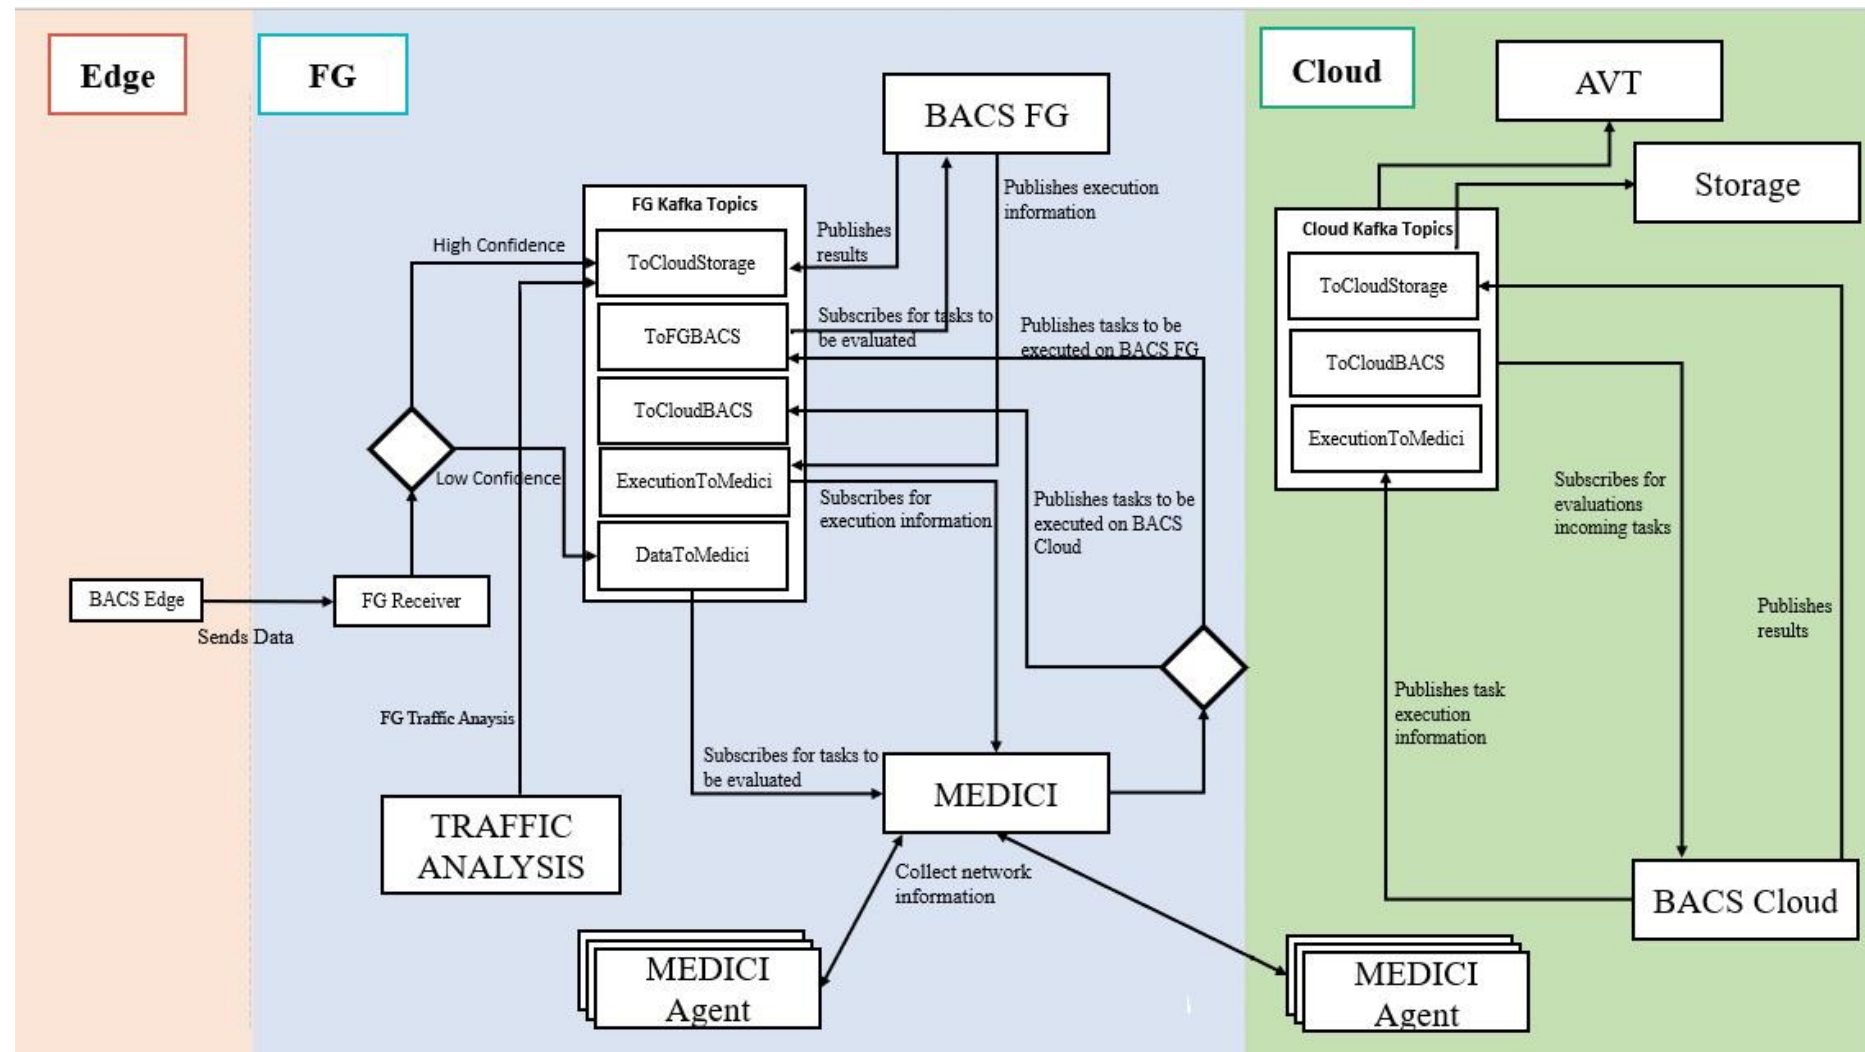 Edge
FG
Cloud
AVT
BACS FG
Storage
Publishes execution
information
FG Kafka Topics
Cloud Kafka Topics
High Confidence
Publishes
results
ToCloudStorage
ToCloudStorage
Subscribes for tasks to
be evaluated
Publishes tasks to be
executed on BACS FG
ToFGBACS
ToCloudBACS
ToCloudBACS
ExecutionToMedici
Low Confidence
ExecutionToMedici
Subscribes for
execution information
Publishes tasks to be
executed on BACS
Cloud
Subscribes for
evaluations
incoming tasks
DataToMedici
BACS Edge
FG Receiver
Sends Data
Publishes
results
FG Traffic Anaysis
Publishes task
execution
information
Subscribes for tasks to
be evaluated
MEDICI
TRAFFIC
ANALYSIS
Collect network
information
BACS Cloud
MEDICI
Agent
MEDICI
Agent